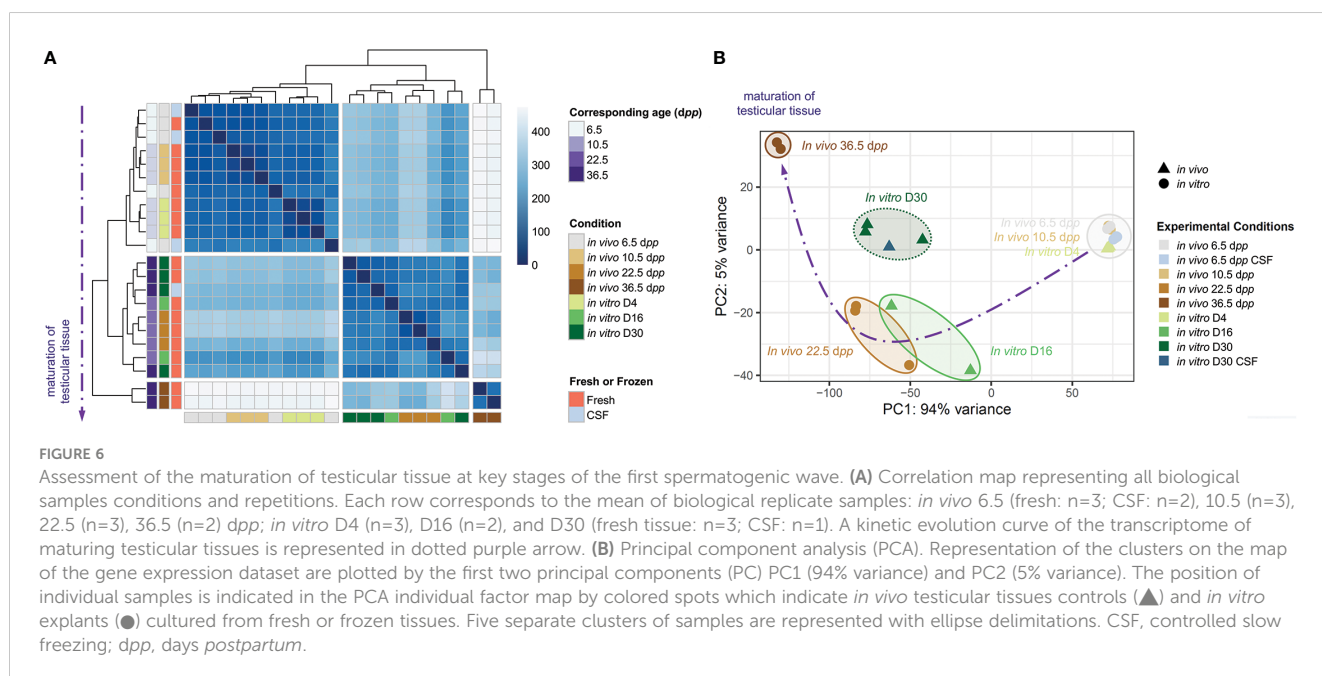 A
maturation of
testicular tissue
400
300
200
100
0
Corresponding age (dpp)
6.5
10.5
22.5
36.5
Condition
in vivo 6.5 dpp
in vivo 10.5 dpp
in vivo 22.5 dpp
in vivo 36.5 dpp
in vitro D4
in vitro D16
in vitro D30
Fresh or Frozen
Fresh
CSF
B
maturation of
testicular tissue
In vivo 36.5 dpp
In vitro D30
In vivo 6.5 dpp
In vivo 10.5 dpp
In vitro D4
In vivo 22.5 dpp
In vitro D16
20
0
−20
−40
PC2: 5% variance
−100
−50
0
50
PC1: 94% variance
in vivo
in vitro
Experimental Conditions
in vivo 6.5 dpp
in vivo 6.5 dpp CSF
in vivo 10.5 dpp
in vivo 22.5 dpp
in vivo 36.5 dpp
in vitro D4
in vitro D16
in vitro D30
in vitro D30 CSF
FIGURE 6
Assessment of the maturation of testicular tissue at key stages of the first spermatogenic wave. (A) Correlation map representing all biological
samples conditions and repetitions. Each row corresponds to the mean of biological replicate samples: in vivo 6.5 (fresh: n=3; CSF: n=2), 10.5 (n=3),
22.5 (n=3), 36.5 (n=2) dpp; in vitro D4 (n=3), D16 (n=2), and D30 (fresh tissue: n=3; CSF: n=1). A kinetic evolution curve of the transcriptome of
maturing testicular tissues is represented in dotted purple arrow. (B) Principal component analysis (PCA). Representation of the clusters on the map
of the gene expression dataset are plotted by the first two principal components (PC) PC1 (94% variance) and PC2 (5% variance). The position of
individual samples is indicated in the PCA individual factor map by colored spots which indicate in vivo testicular tissues controls (▲) and in vitro
explants (●) cultured from fresh or frozen tissues. Five separate clusters of samples are represented with ellipse delimitations. CSF, controlled slow
freezing; dpp, days postpartum.